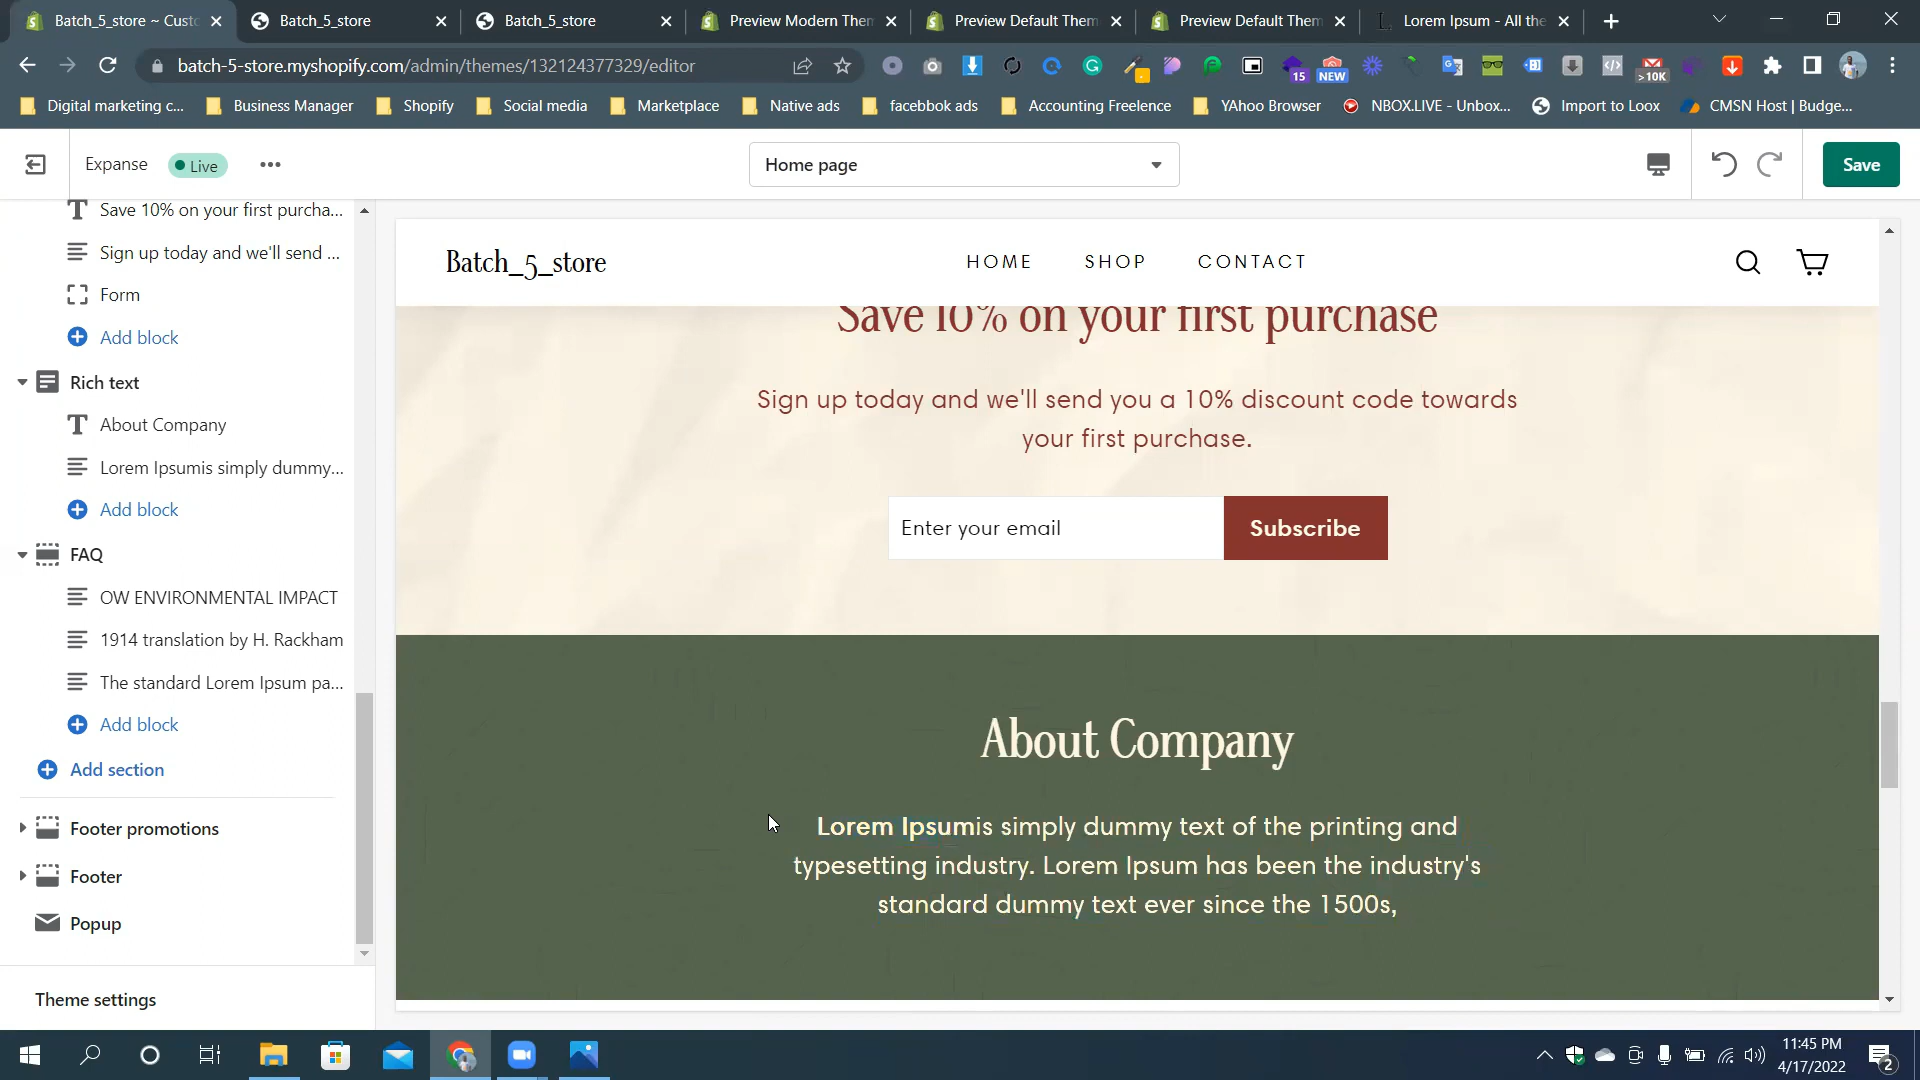 Batch_5_store ~ Custo
Batch_5_store
Batch_5_store
Preview Modern Them
Preview Default Them
Preview Default Them
Lorem Ipsum - All the
batch-5-store.myshopify.com/admin/themes/132124377329/editor
15
NEW
>10K
Digital marketing c...
Business Manager
Shopify
Social media
Marketplace
Native ads
facebbok ads
Accounting Freelence
YAhoo Browser
NBOX.LIVE - Unbox...
Import to Loox
CMSN Host | Budge...
Expanse
Live
Home page
Save
Save 10% on your first purcha...
Sign up today and we'll send ...
Form
Add block
Rich text
About Company
Lorem Ipsumis simply dummy...
Add block
FAQ
OW ENVIRONMENTAL IMPACT
1914 translation by H. Rackham
The standard Lorem Ipsum pa...
Add block
Add section
Footer promotions
Footer
Popup
Theme settings
Batch_5_store
HOME
SHOP
CONTACT
Save 10% on your first purchase
Sign up today and we'll send you a 10% discount code towards
your first purchase.
Enter your email
Subscribe
About Company
Lorem Ipsumis simply dummy text of the printing and
typesetting industry. Lorem Ipsum has been the industry's
standard dummy text ever since the 1500s,
11:45 PM
4/17/2022
2